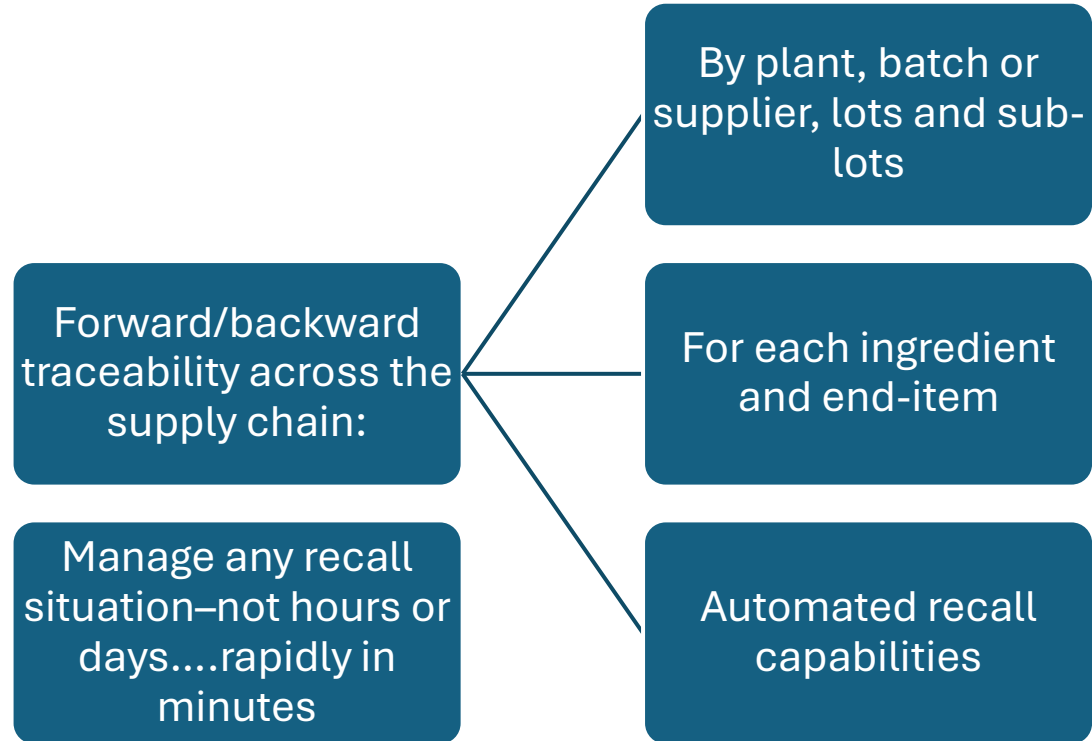 Forward/backward
traceability across the
supply chain:
By plant, batch or
supplier, lots and sub-
lots
For each ingredient
and end-item
Automated recall
capabilities
Manage any recall
situation–not hours or
days....rapidly in
minutes